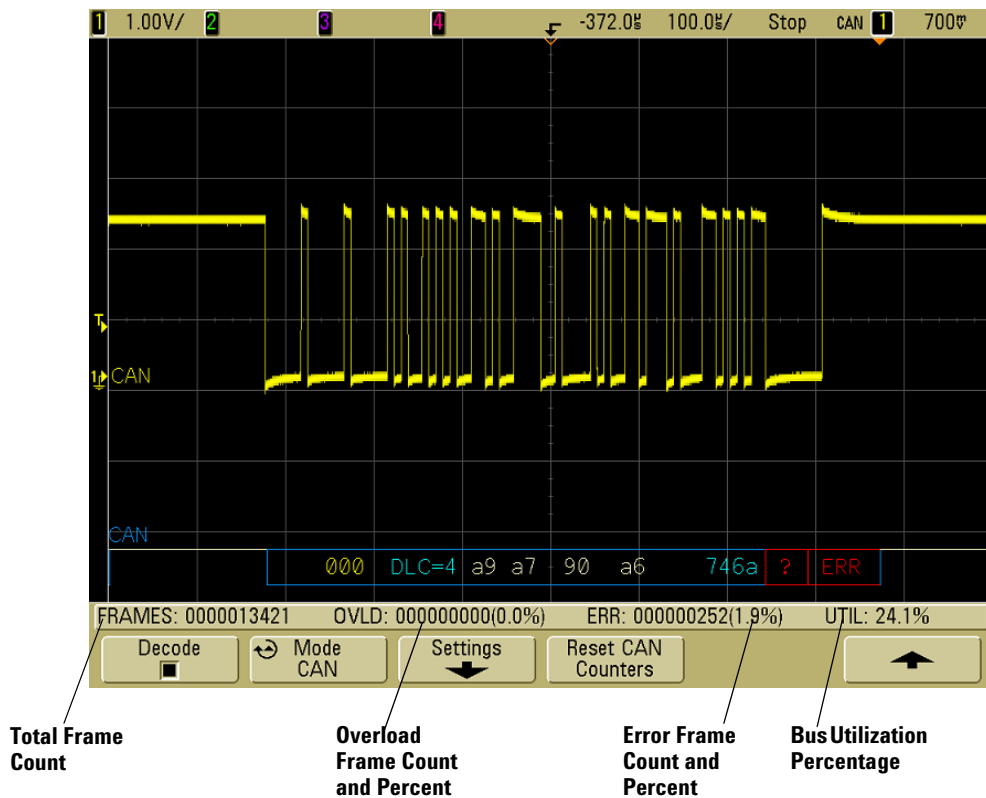 1 1.00V/ 2 3 4 -372.0µs 100.0µs/ Stop CAN 1 700mV
T
1 CAN
CAN
000 DLC=4 a9 a7 90 a6 746a ? ERR
FRAMES: 0000013421 OVLD: 000000000(0.0%) ERR: 000000252(1.9%) UTIL: 24.1%
Decode Mode Settings Reset CAN
CAN Counters
Total Frame
Count
Overload
Frame Count
and Percent
Error Frame
Count and
Percent
Bus Utilization
Percentage